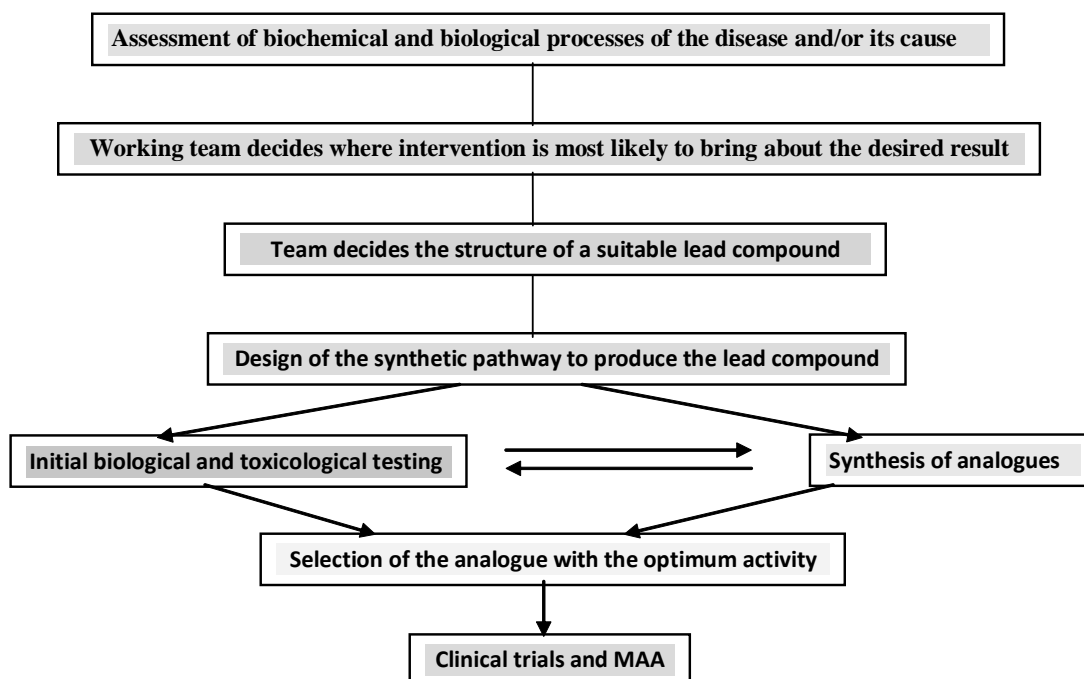 Assessment of biochemical and biological processes of the disease and/or its cause
Working team decides where intervention is most likely to bring about the desired result
Team decides the structure of a suitable lead compound
Design of the synthetic pathway to produce the lead compound
Initial biological and toxicological testing
Synthesis of analogues
Selection of the analogue with the optimum activity
Clinical trials and MAA